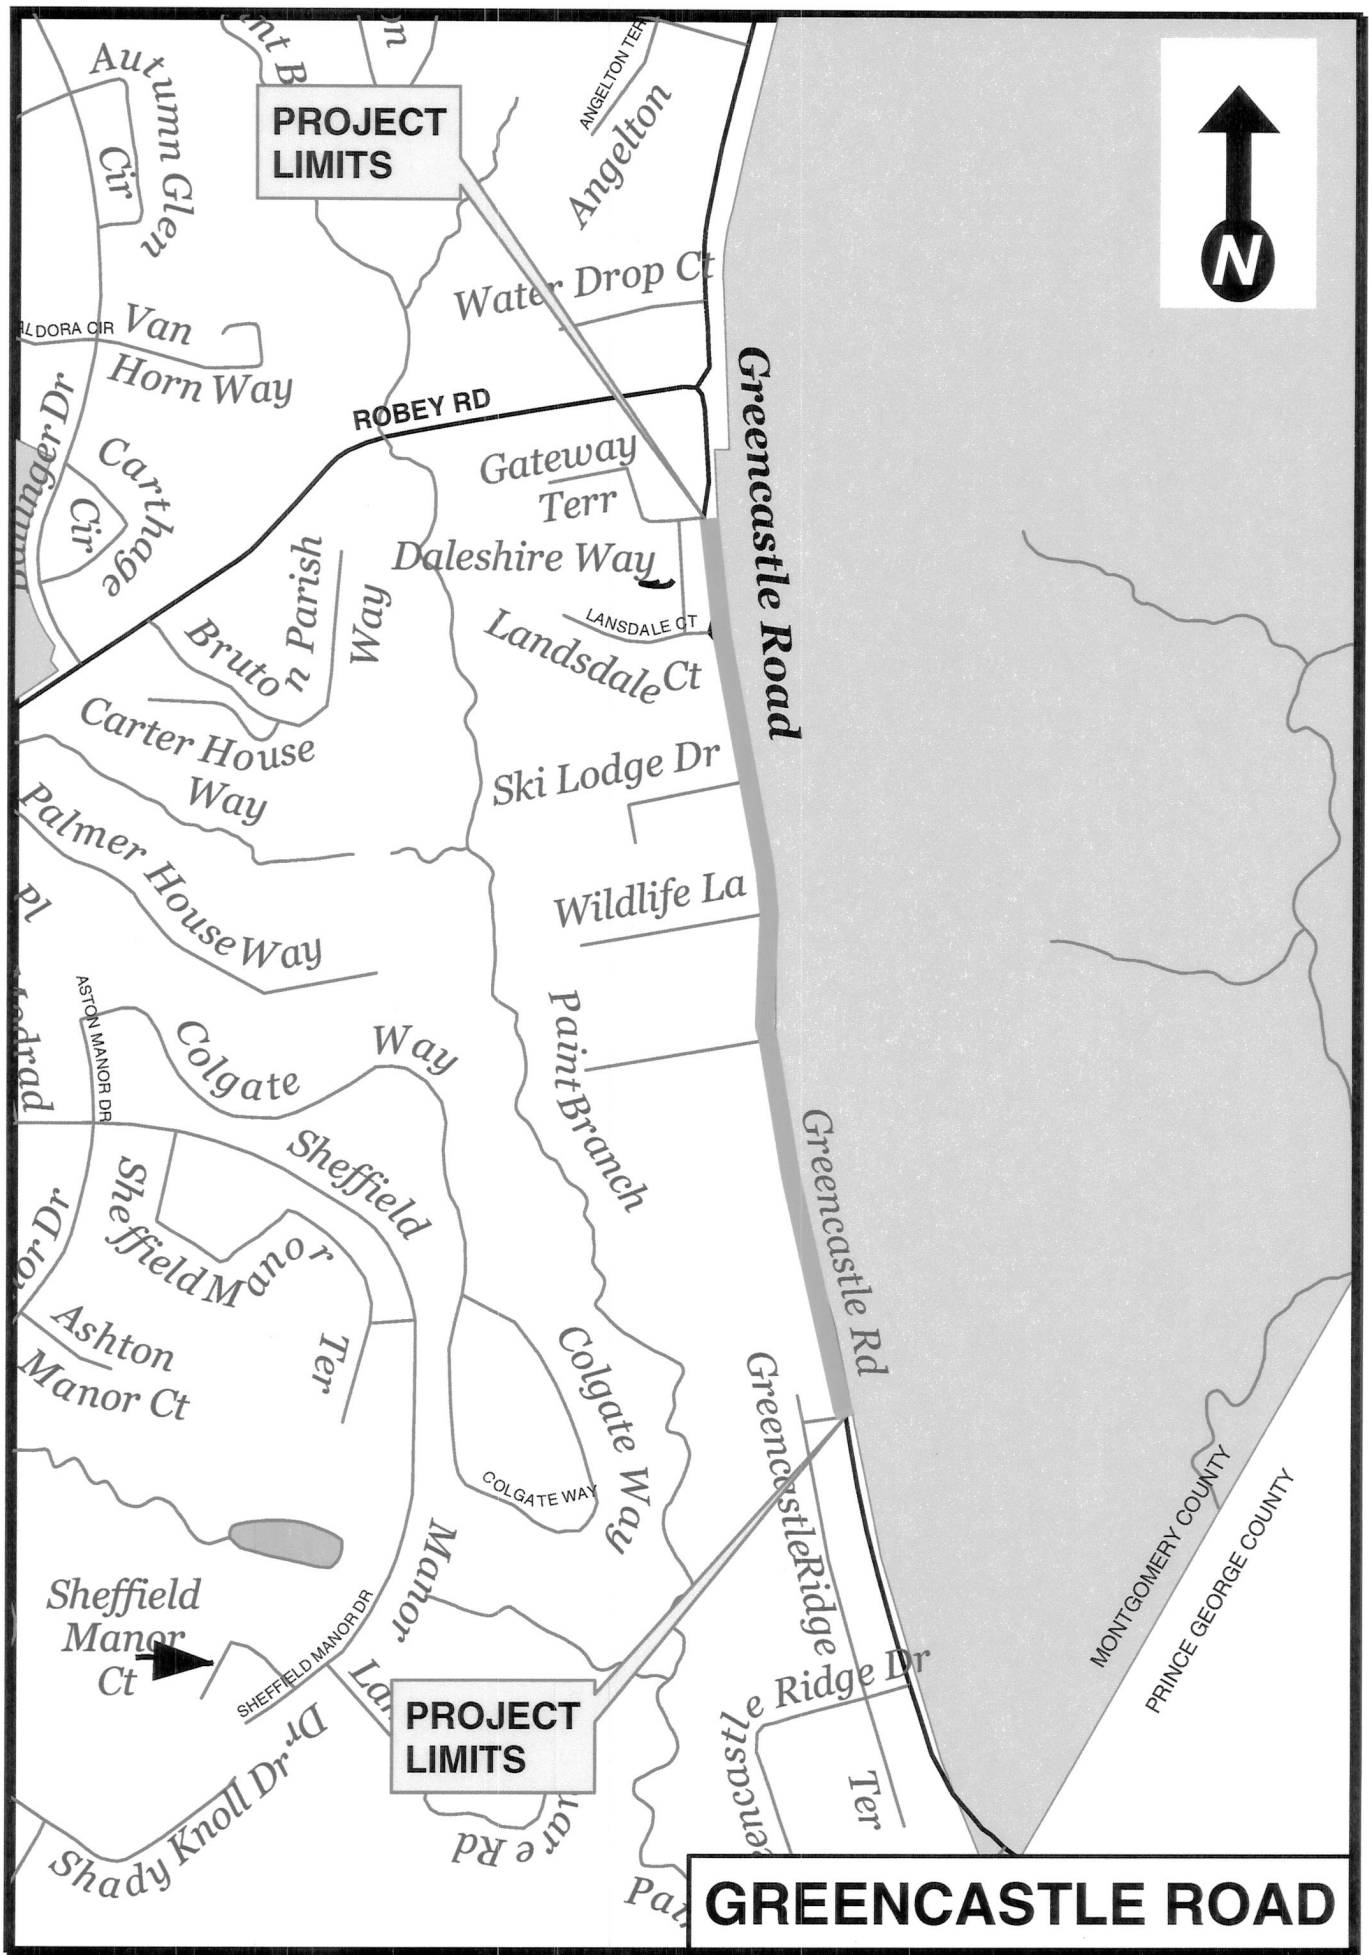 ANGELTON TER
Autumn Glen
Cir
PROJECT
LIMITS
Angelton
N
Water Drop Ct
Van
Horn Way
ROBEY RD
Greencastle Road
Carthage
Cir
Gateway
Terr
Daleshire Way
LANSDALE CT
Landsdale Ct
Bruton Parish
Way
Carter House
Way
Ski Lodge Dr
Palmer House Way
Pl
Wildlife La
ASTON MANOR DR
Colgate Way
Paint Branch
Greencastle Rd
Sheffield
Sheffield Manor
Ter
Ashton
Manor Ct
Colgate Way
COLGATE WAY
Greencastle Ridge
Ter
Manor
Dr
MONTGOMERY COUNTY
PRINCE GEORGE COUNTY
Sheffield
Manor
Ct
SHEFFIELD MANOR DR
PROJECT
LIMITS
Ridge Dr
Shady Knoll Dr
Rd
GREENCASTLE ROAD